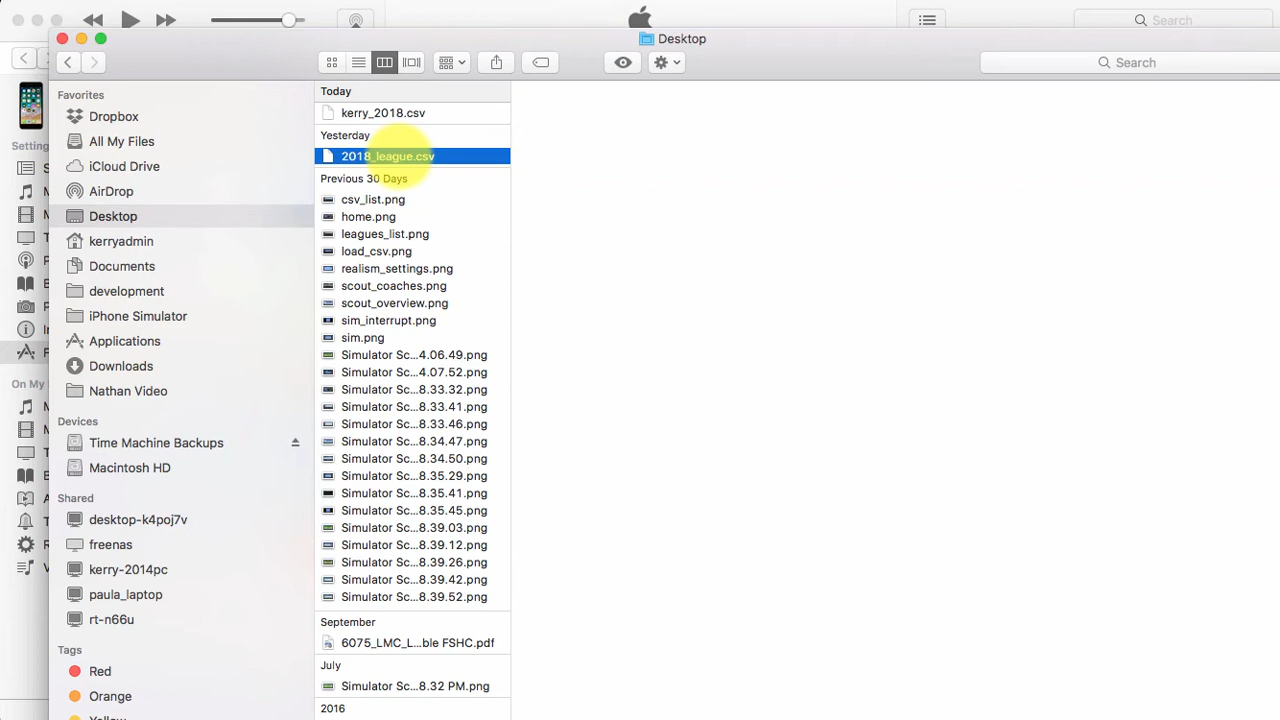 Search
Desktop
Search
Favorites
Dropbox
All My Files
iCloud Drive
AirDrop
Desktop
kerryadmin
Documents
development
iPhone Simulator
Applications
Downloads
Nathan Video
Devices
Time Machine Backups
Macintosh HD
Shared
desktop-k4poj7v
freenas
kerry-2014pc
paula_laptop
rt-n66u
Tags
Red
Orange
Today
kerry_2018.csv
Yesterday
2018_league.csv
Previous 30 Days
csv_list.png
home.png
leagues_list.png
load_csv.png
realism_settings.png
scout_coaches.png
scout_overview.png
sim_interrupt.png
sim.png
Simulator Sc...4.06.49.png
Simulator Sc...4.07.52.png
Simulator Sc...8.33.32.png
Simulator Sc...8.33.41.png
Simulator Sc...8.33.46.png
Simulator Sc...8.34.47.png
Simulator Sc...8.34.50.png
Simulator Sc...8.35.29.png
Simulator Sc...8.35.41.png
Simulator Sc...8.35.45.png
Simulator Sc...8.39.03.png
Simulator Sc...8.39.12.png
Simulator Sc...8.39.26.png
Simulator Sc...8.39.42.png
Simulator Sc...8.39.52.png
September
6075_LMC_L...ble FSHC.pdf
July
Simulator Sc...8.32 PM.png
2016